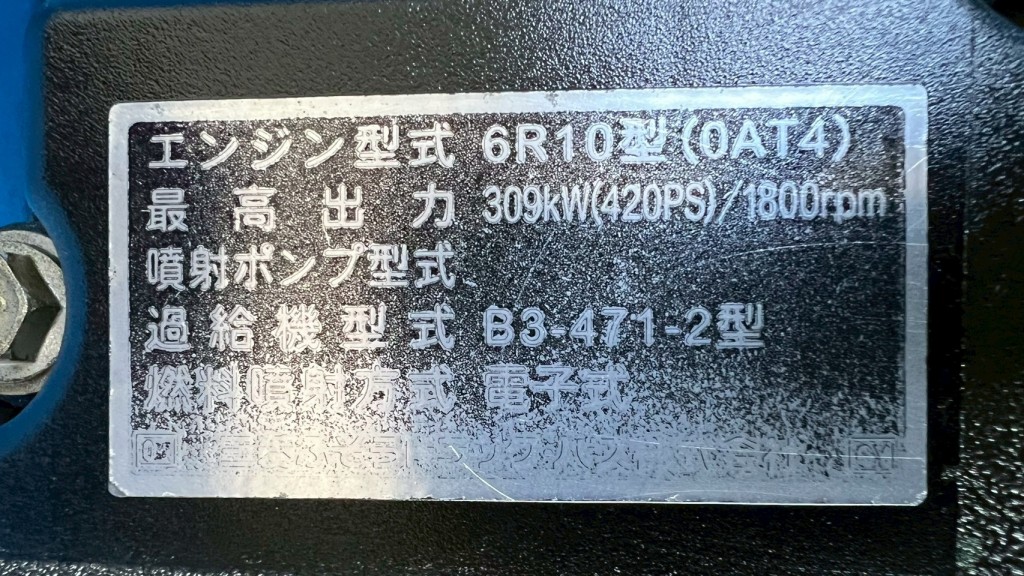 エンジン型式 6R10型(0AT4)
最高出力 309kW(420PS)/1800rpm
噴射ポンプ型式
過給機型式 B3-471-2型
燃料噴射方式 電子式